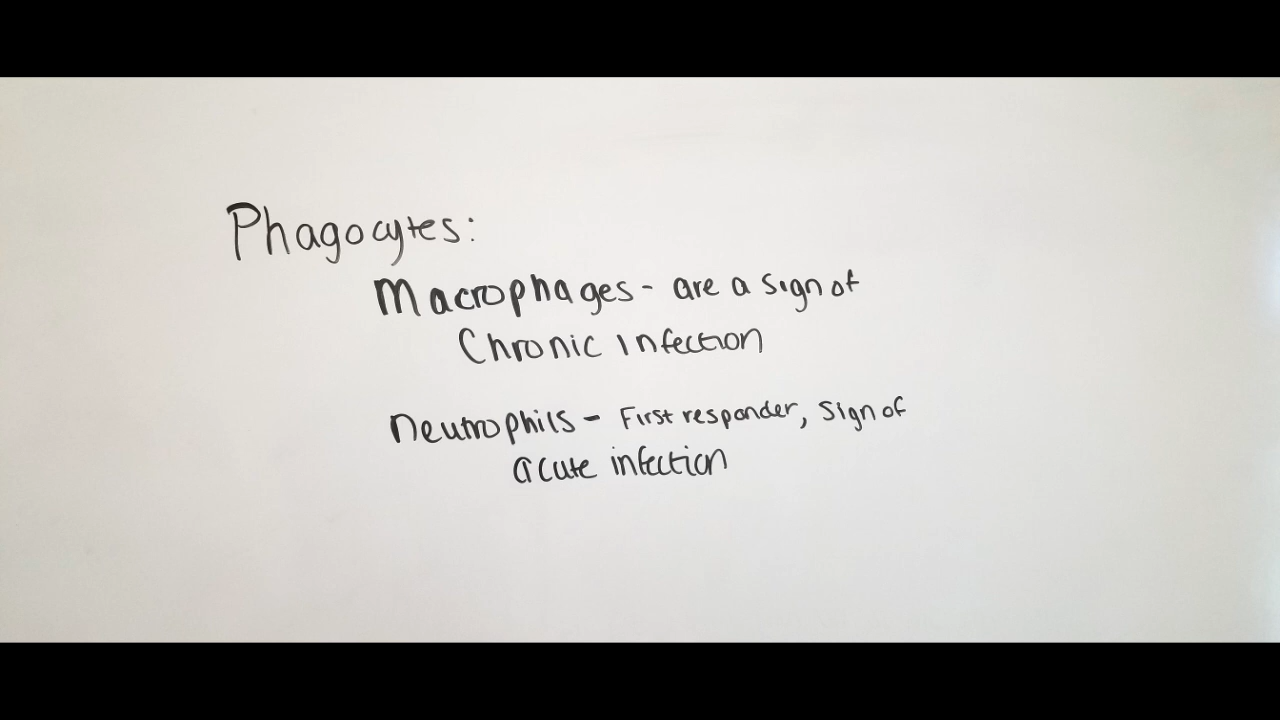 Phagocytes:
Macrophages - are a sign of
Chronic Infection
Neutrophils - First responder, sign of
acute infection